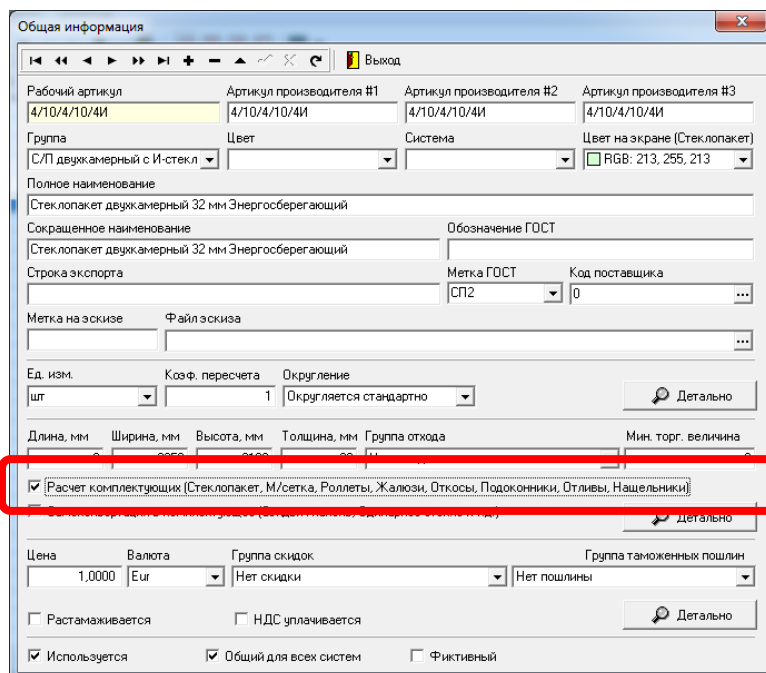 Общая информация
Выход
Рабочий артикул Артикул производителя #1 Артикул производителя #2 Артикул производителя #3
4/10/4/10/4И 4/10/4/10/4И 4/10/4/10/4И 4/10/4/10/4И
Группа Цвет Система Цвет на экране (Стеклопакет)
С/П двухкамерный с И-стекл RGB: 213, 255, 213
Полное наименование
Стеклопакет двухкамерный 32 мм Энергосберегающий
Сокращенное наименование Обозначение ГОСТ
Стеклопакет двухкамерный 32 мм Энергосберегающий
Строка экспорта Метка ГОСТ Код поставщика
СП2 0 ...
Метка на эскизе Файл эскиза
...
Ед. изм. Коэф. пересчета Округление
шт 1 Округляется стандартно Детально
Длина, мм Ширина, мм Высота, мм Толщина, мм Группа отхода Мин. торг. величина
Расчет комплектующих (Стеклопакет, М/сетка, Роллеты, Жалюзи, Откосы, Подоконники, Отливы, Нащельники)
Детально
Цена Валюта Группа скидок Группа таможенных пошлин
1,0000 Eur Нет скидки Нет пошлины
Растамаживается НДС уплачивается Детально
Используется Общий для всех систем Фиктивный